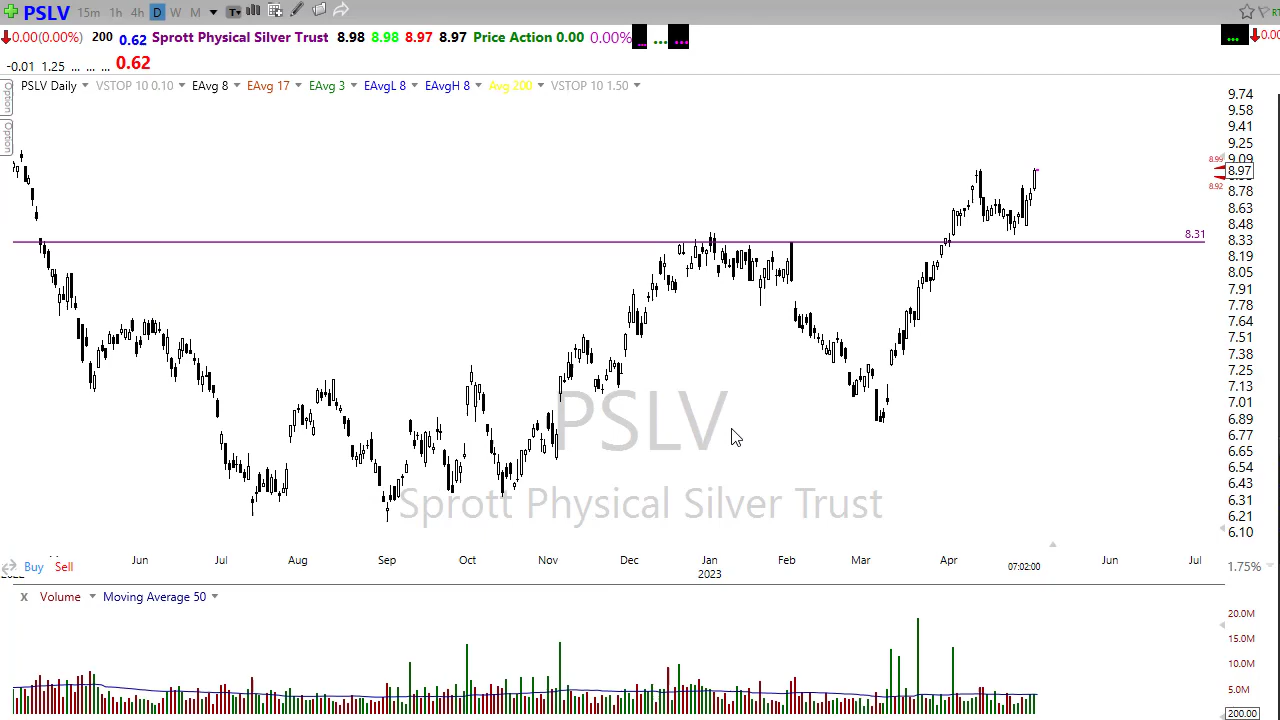 PSLV 15m 1h 4h D W M T
0.00(0.00%) 200 0.62 Sprott Physical Silver Trust 8.98 8.98 8.97 8.97 Price Action 0.00 0.00% ... ... ... ... 0.00
-0.01 1.25 ... ... 0.62
PSLV Daily VSTOP 10 0.10 EAvg 8 EAvg 17 EAvg 3 EAvgL 8 EAvgH 8 Avg 200 VSTOP 10 1.50
Option
Option
9.74
9.58
9.41
9.25
9.09
8.99
8.97
8.92
8.78
8.63
8.48
8.31
8.33
8.19
8.05
7.91
7.78
7.64
7.51
7.38
7.25
7.13
7.01
6.89
6.77
6.65
6.54
6.43
6.31
6.21
6.10
PSLV
Sprott Physical Silver Trust
Jun Jul Aug Sep Oct Nov Dec Jan Feb Mar Apr 07:02:00 Jun Jul
Buy Sell 2023 1.75%
x Volume Moving Average 50
20.0M
15.0M
10.0M
5.0M
200.00